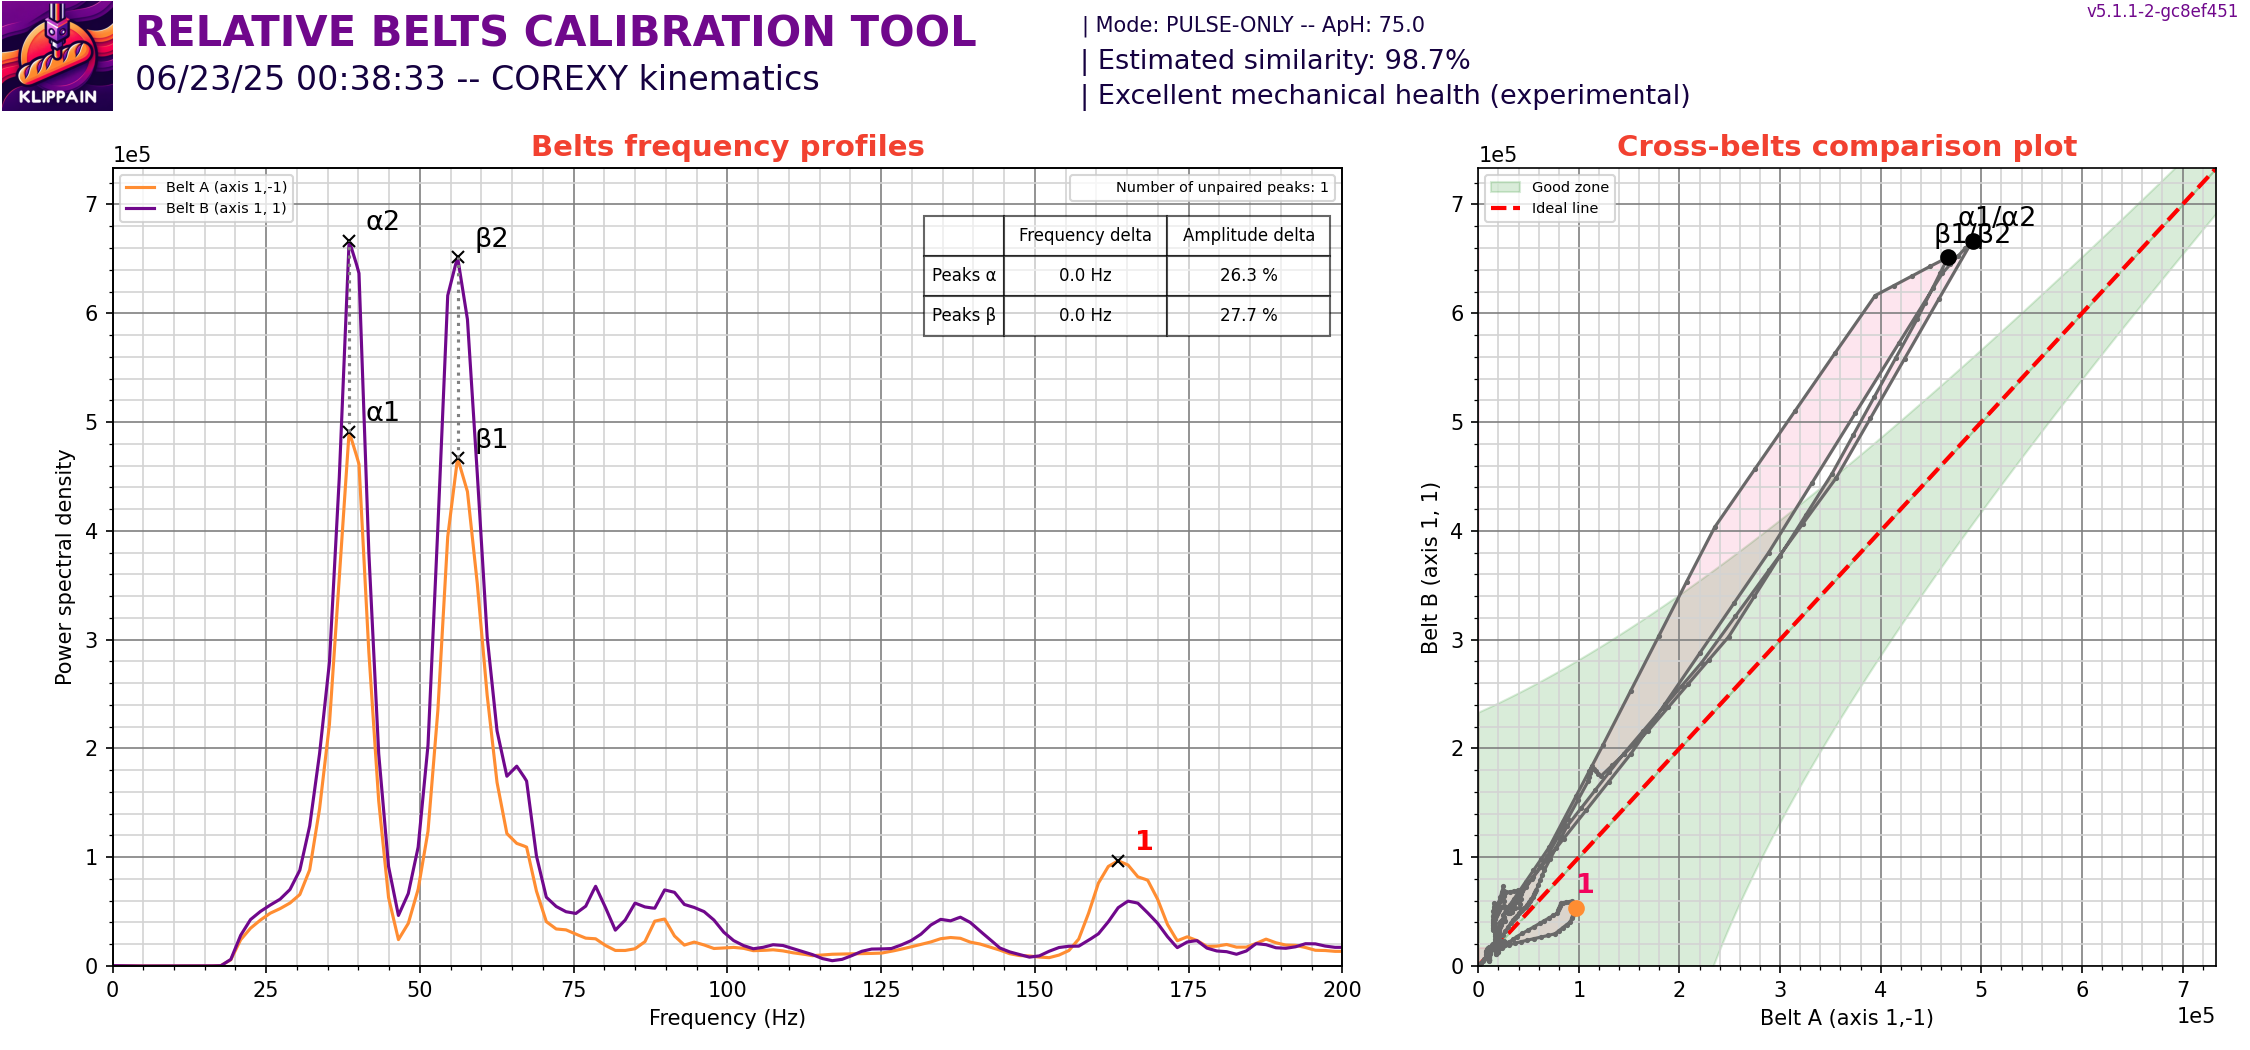 KLIPPAIN
RELATIVE BELTS CALIBRATION TOOL
06/23/25 00:38:33 -- COREXY kinematics
| Mode: PULSE-ONLY -- ApH: 75.0
| Estimated similarity: 98.7%
| Excellent mechanical health (experimental)
v5.1.1-2-gc8ef451
Belts frequency profiles
1e5
Belt A (axis 1,-1)
Belt B (axis 1, 1)
Number of unpaired peaks: 1
Frequency delta Amplitude delta
Peaks α 0.0 Hz 26.3 %
Peaks β 0.0 Hz 27.7 %
α2
β2
α1
β1
1
7
6
5
4
3
2
1
0
Power spectral density
0 25 50 75 100 125 150 175 200
Frequency (Hz)
Cross-belts comparison plot
1e5
Good zone
Ideal line
α1/α2
β1/β2
1
7
6
5
4
3
2
1
0
Belt B (axis 1, 1)
0 1 2 3 4 5 6 7
1e5
Belt A (axis 1,-1)